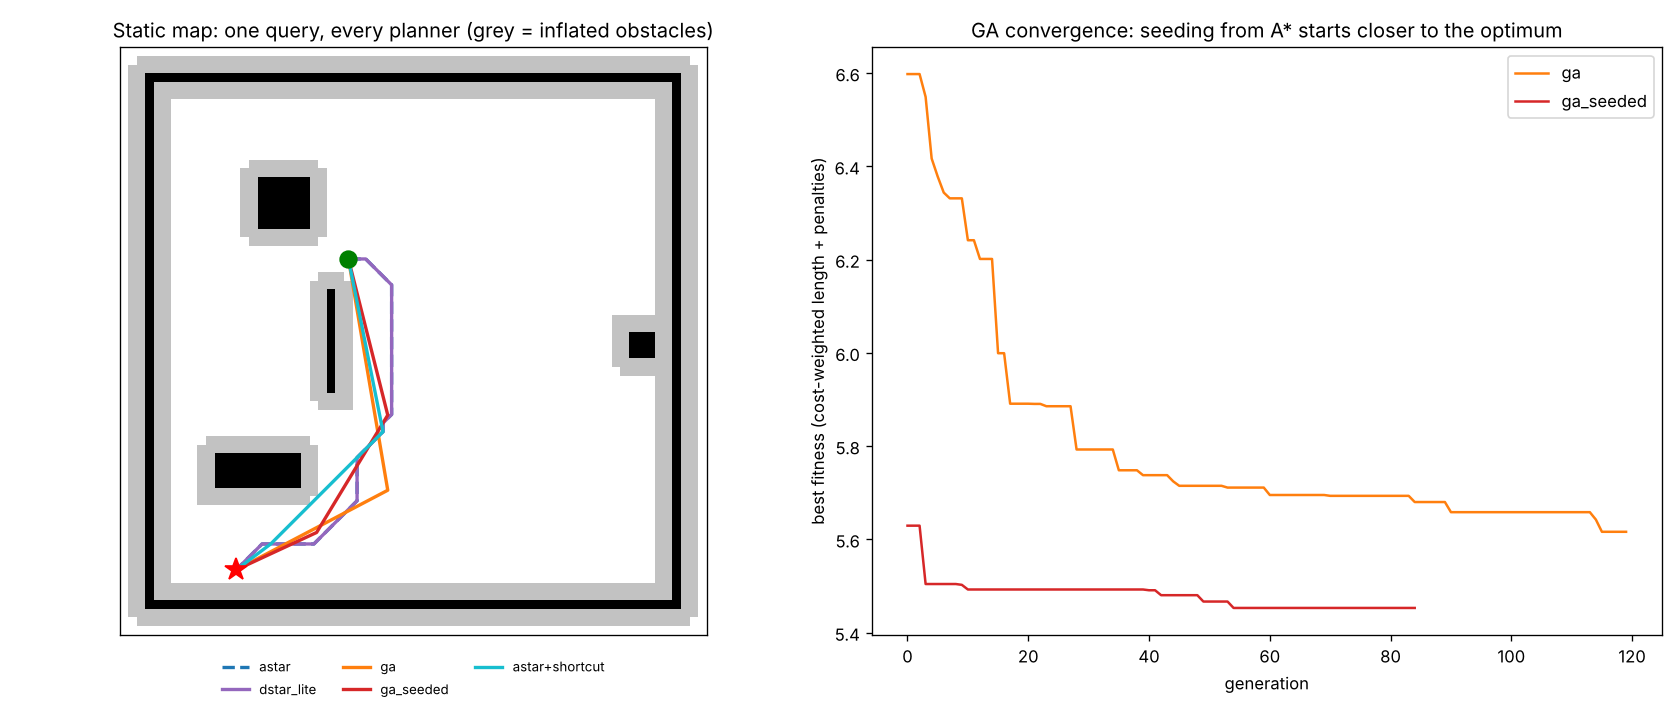 Static map: one query, every planner (grey = inflated obstacles)
astar
ga
astar+shortcut
dstar_lite
ga_seeded
GA convergence: seeding from A* starts closer to the optimum
ga
ga_seeded
best fitness (cost-weighted length + penalties)
6.6
6.4
6.2
6.0
5.8
5.6
5.4
0
20
40
60
80
100
120
generation